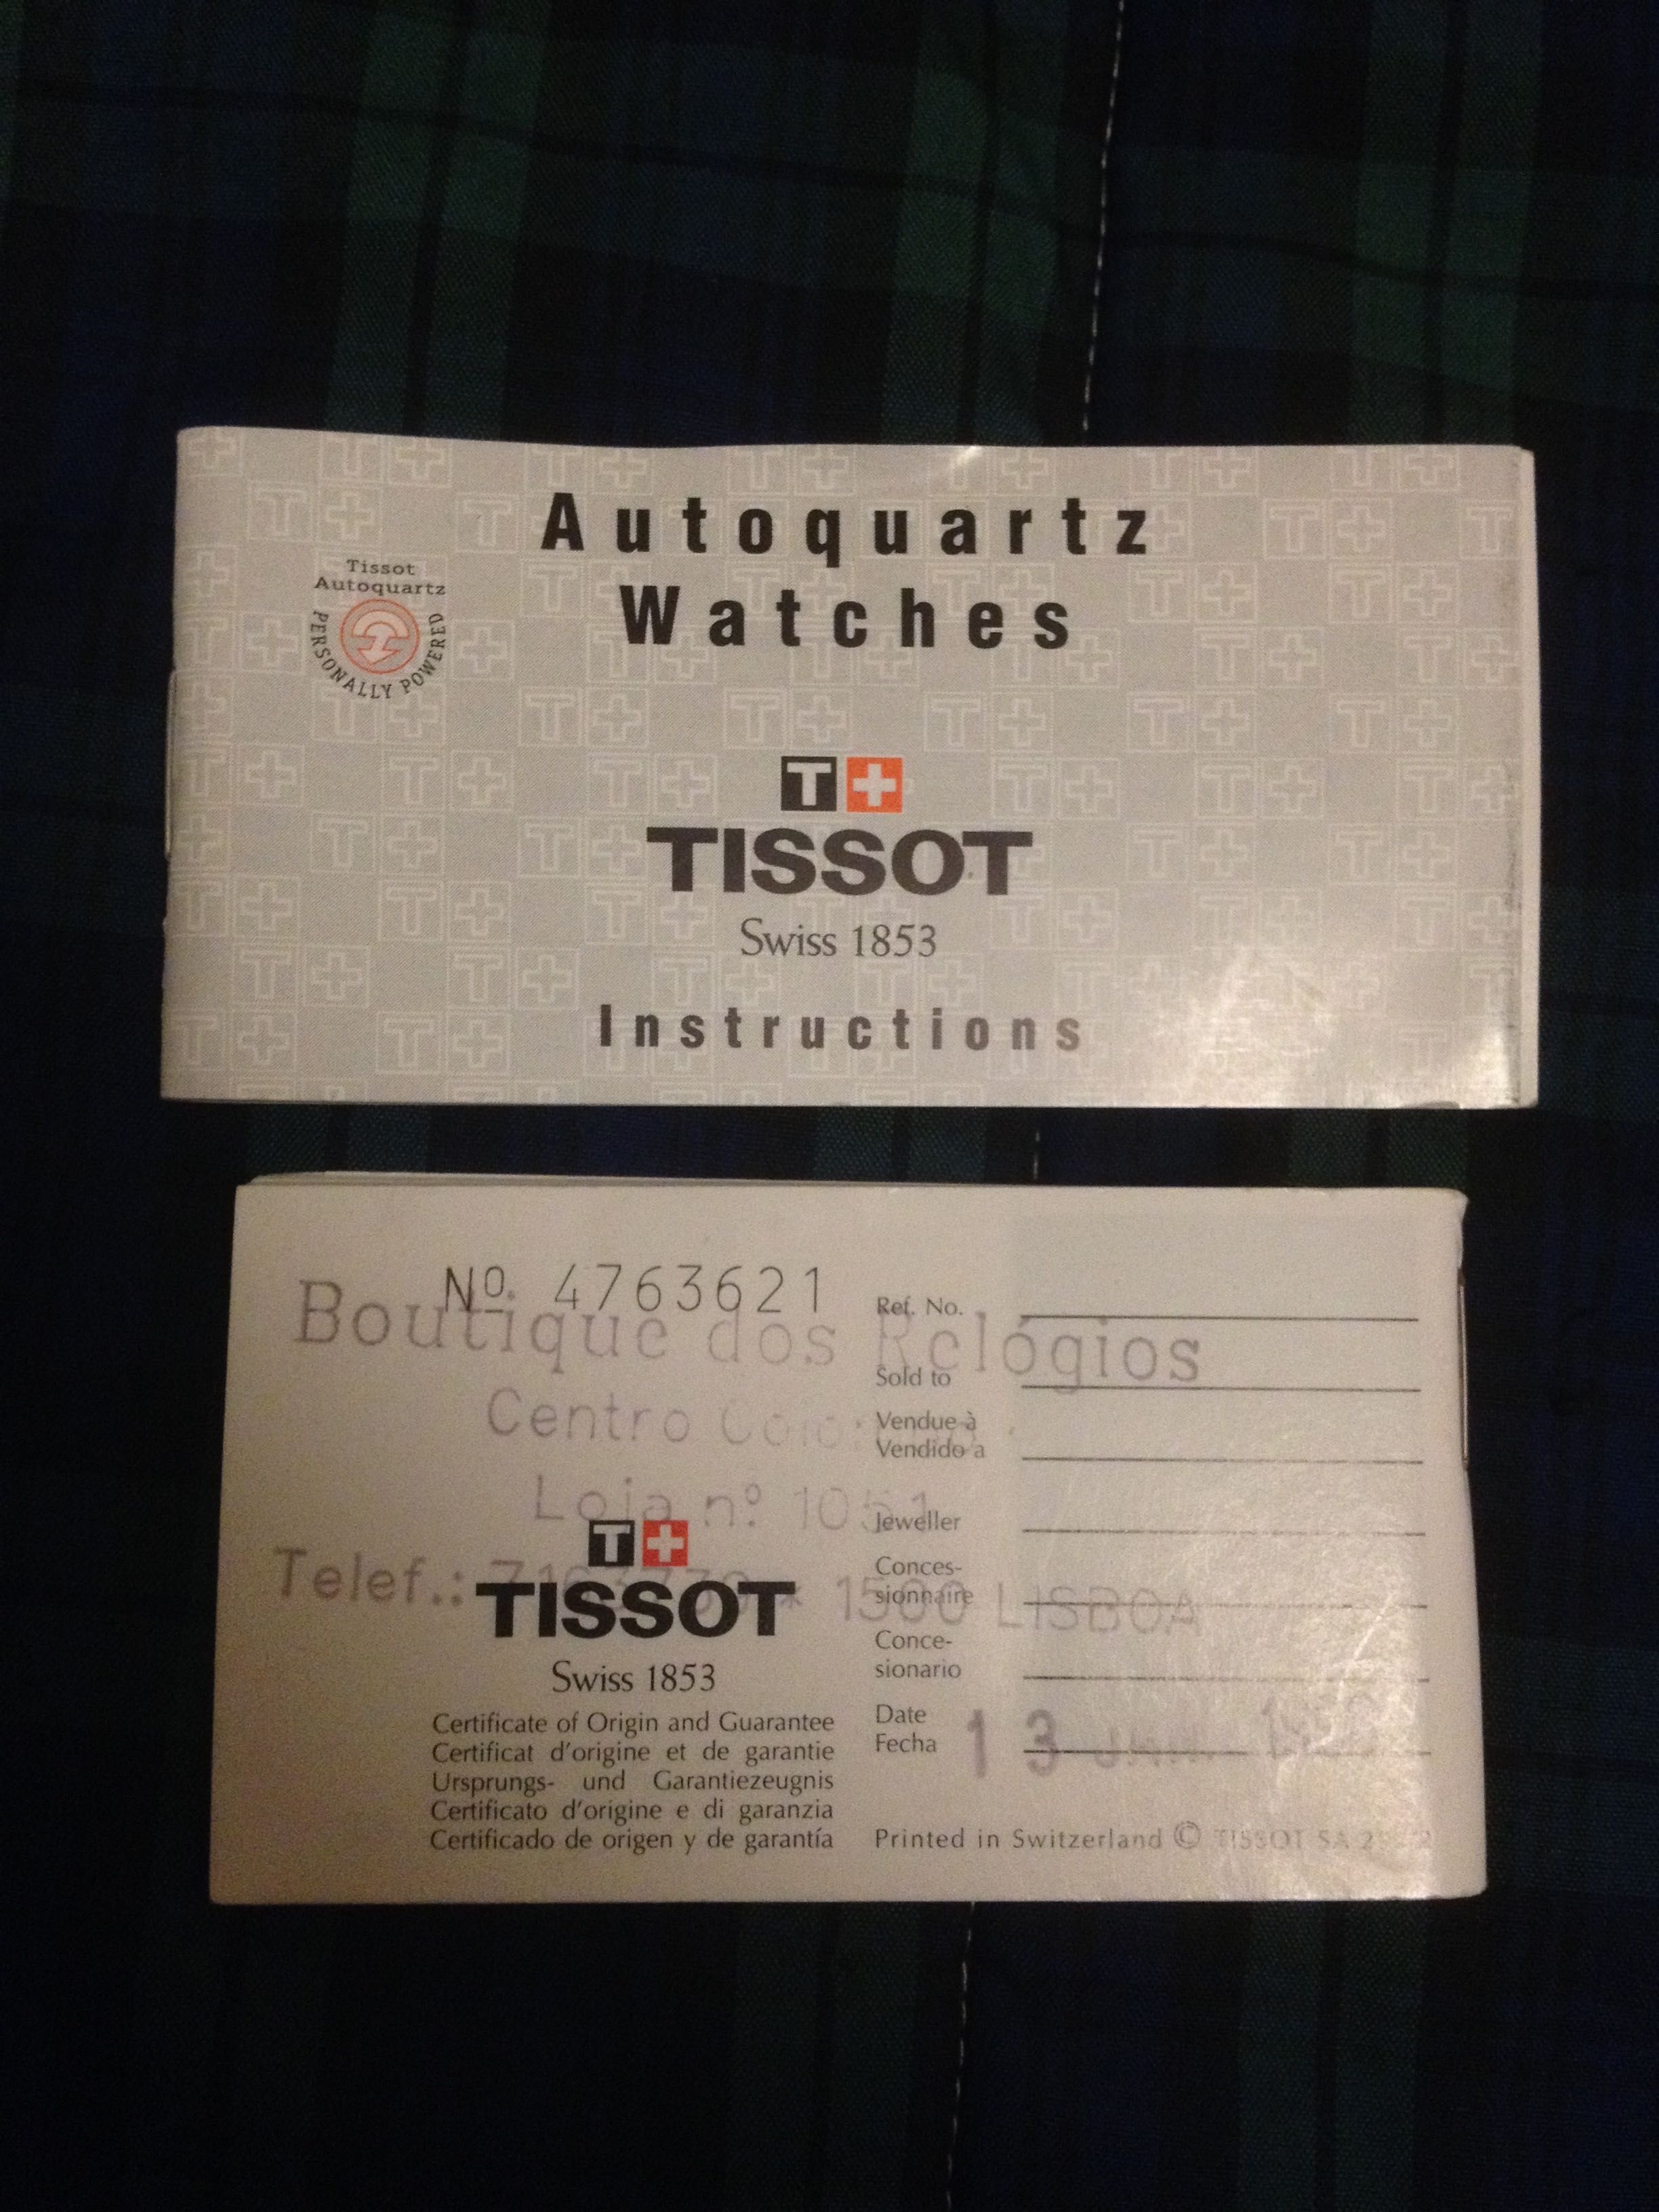 Autoquartz
Watches
Tissot
Autoquartz
PERSONALLY POWERED
T+
TISSOT
Swiss 1853
Instructions
Nº. 4763621
Boutique dos Relógios
Centro
Loja nº 1051
Telef.: 1500 LISBOA
T+
TISSOT
Swiss 1853
Certificate of Origin and Guarantee
Certificat d'origine et de garantie
Ursprungs- und Garantiezeugnis
Certificato d'origine e di garanzia
Certificado de origen y de garantía
Ref. No.
Sold to
Vendue à
Vendido a
Jeweller
Conces-
sionnaire
Conce-
sionario
Date
Fecha
13 JAN.
Printed in Switzerland © TISSOT SA